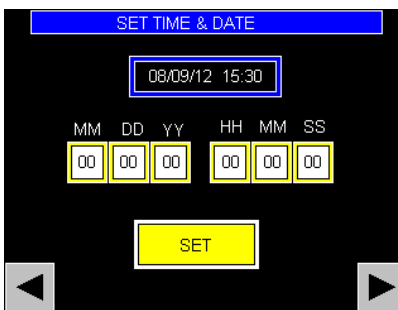 SET TIME & DATE
08/09/12 15:30
MM DD YY HH MM SS
00 00 00 00 00 00
SET